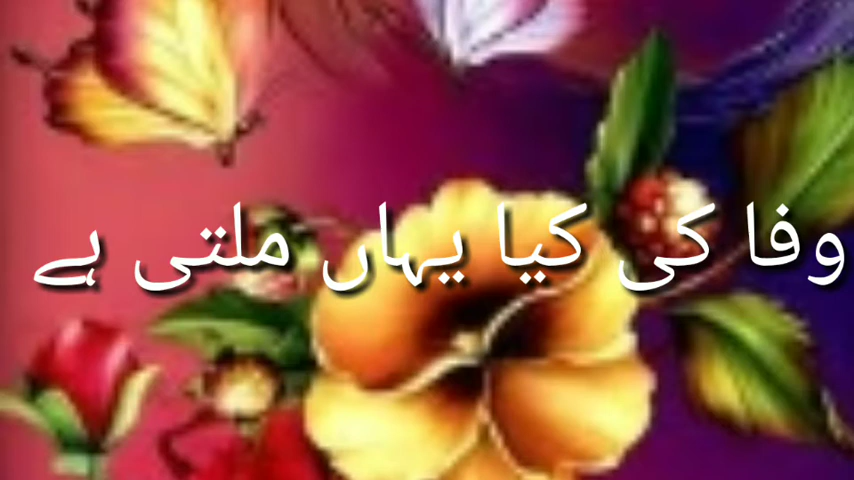 وفا کی کیا یہاں ملتی ہے